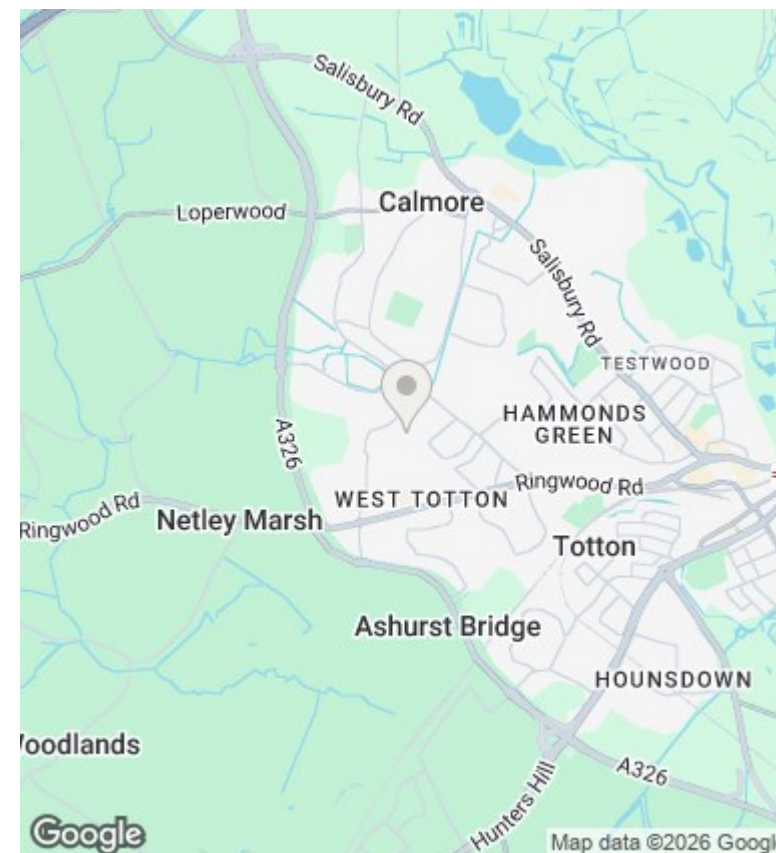 Salisbury Rd
Calmore
Loperwood
Salisbury Rd
TESTWOOD
HAMMONDS
GREEN
A326
WEST TOTTON
Ringwood Rd
Ringwood Rd
Netley Marsh
Totton
Ashurst Bridge
HOUNSDOWN
oodlands
A326
Hunters Hill
Google
Map data ©2026 Googl